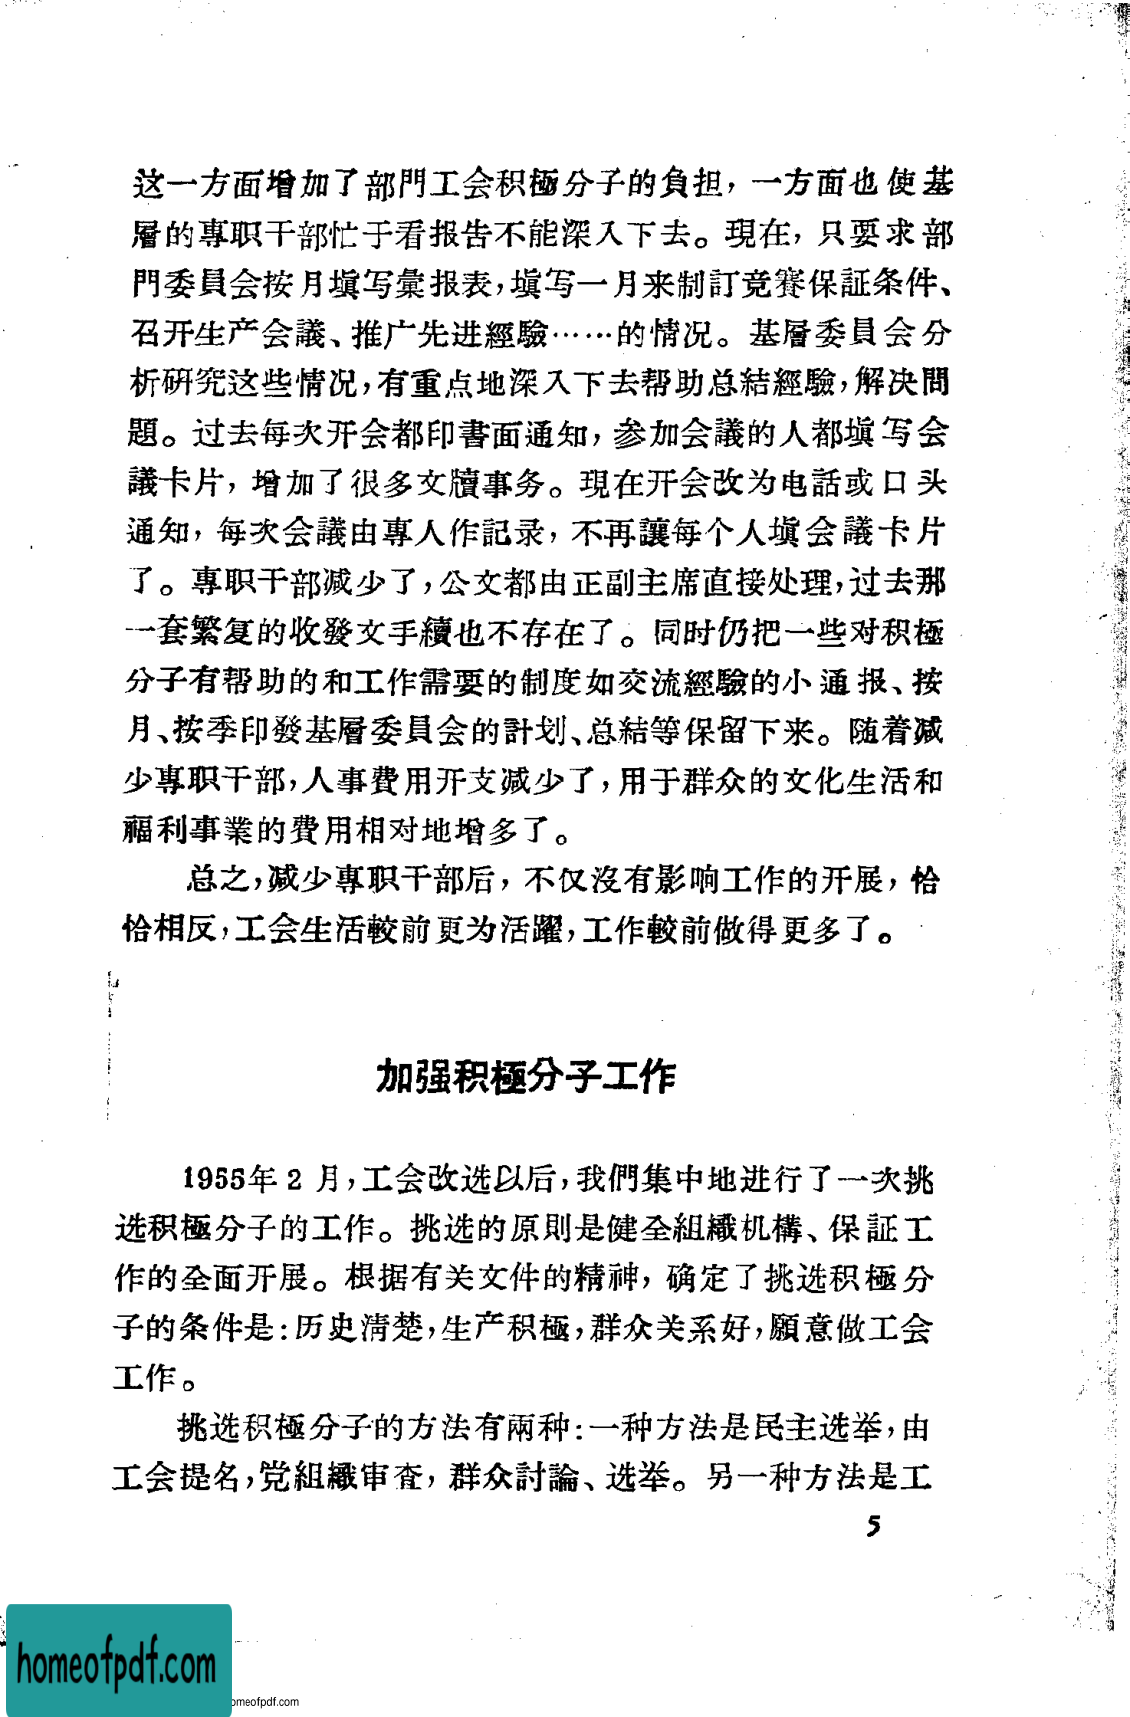 这一方面增加了部門工会积極分子的負担，一方面也使基
層的專职干部忙于看报告不能深入下去。現在，只要求部
門委員会按月塡写彙报表，塡写一月来制訂竞赛保証条件、
召开生产会議、推广先进經驗……的情况。基層委員会分
析硏究这些情况，有重点地深入下去帮助总結經驗，解决問
題。过去每次开会都印書面通知，参加会議的人都塡写会
議卡片，增加了很多文牘事务。現在开会改为电話或口头
通知，每次会議由專人作記录，不再讓每个人塡会議卡片
了。專职干部减少了，公文都由正副主席直接处理，过去那
一套繁复的收發文手續也不存在了。同时仍把一些对积極
分子有帮助的和工作需要的制度如交流經驗的小通报、按
月、按季印發基層委員会的計划、总結等保留下来。随着减
少專职干部，人事費用开支减少了，用于群众的文化生活和
福利事業的費用相对地增多了。
总之，减少專职干部后，不仅沒有影响工作的开展，恰
恰相反，工会生活較前更为活躍，工作較前做得更多了。
加强积極分子工作
1955年2月，工会改选以后，我們集中地进行了一次挑
选积極分子的工作。挑选的原則是健全組織机構、保証工
作的全面开展。根据有关文件的精神，确定了挑选积極分
子的条件是：历史清楚，生产积極，群众关系好，願意做工会
工作。
挑选积極分子的方法有兩种：一种方法是民主选举，由
工会提名，党組織审查，群众討論、选举。另一种方法是工
5
homeofpdf.com
omeofpdf.com